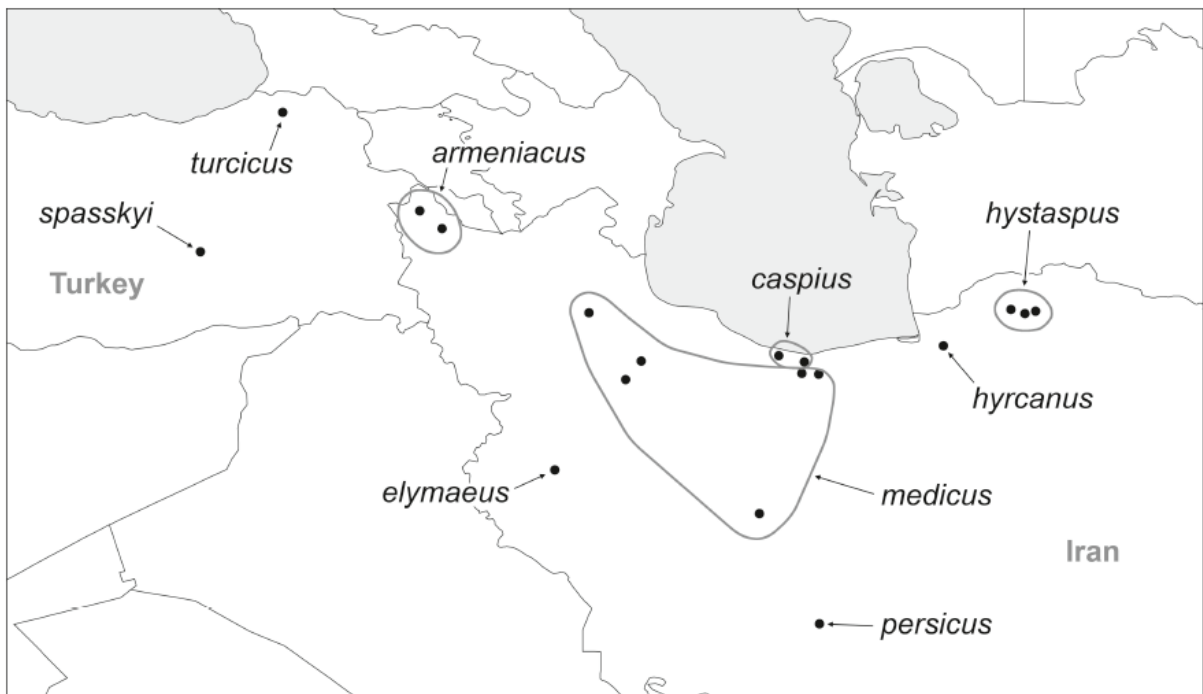 turcicus
armeniacus
spasskyi
hystaspus
Turkey
caspius
hyrcanus
elymaeus
medicus
Iran
persicus